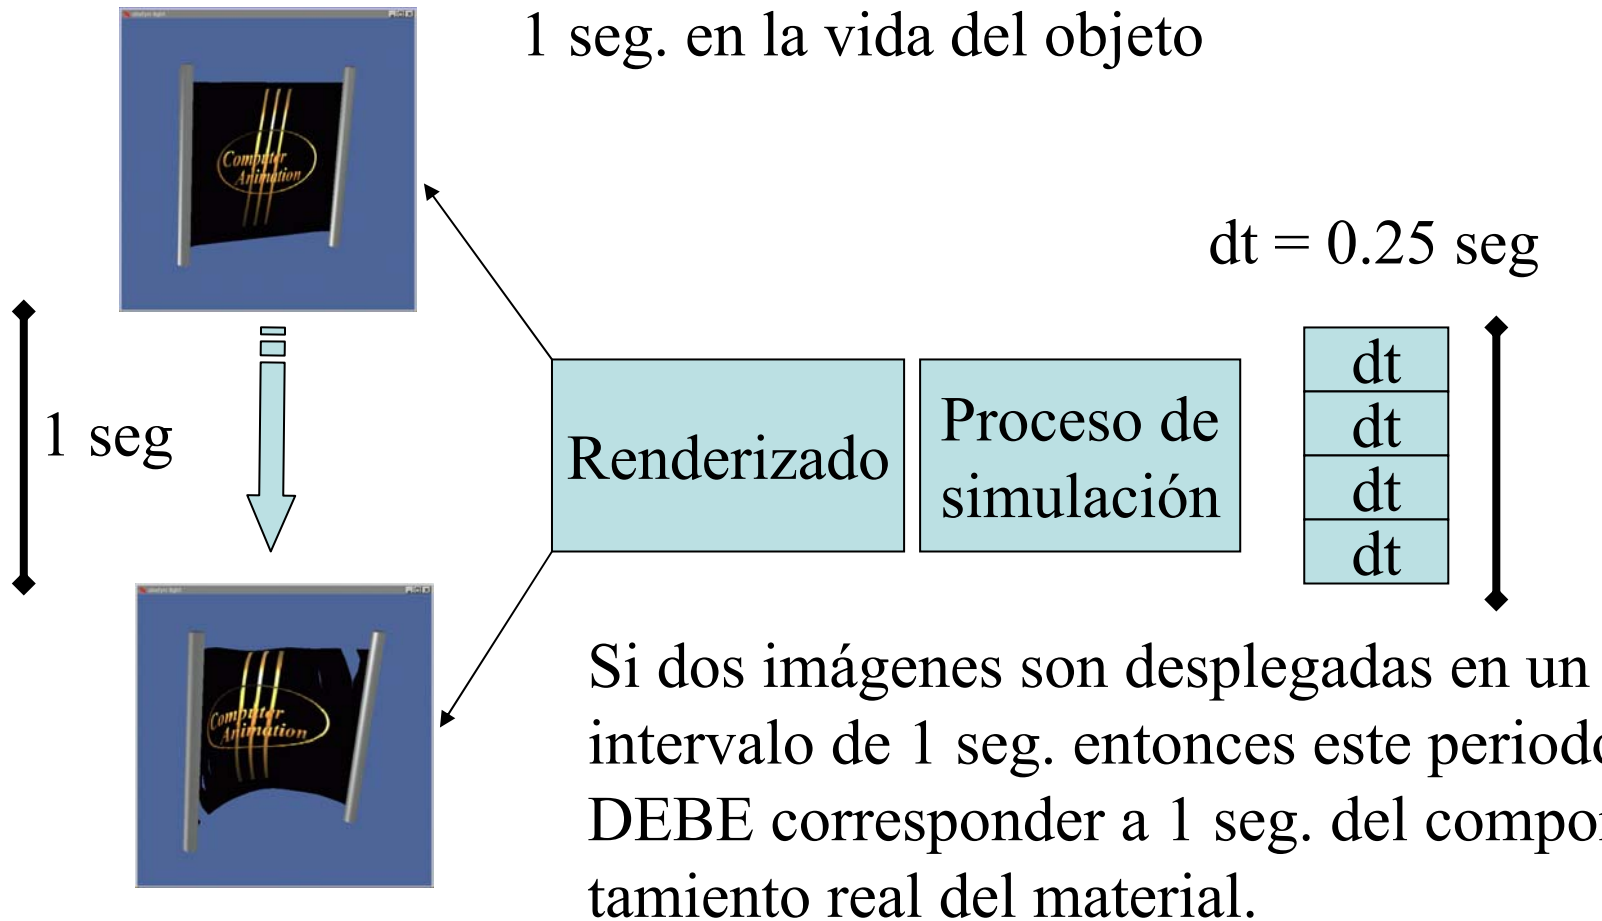 1 seg. en la vida del objeto
Computer
Animation
dt = 0.25 seg
1 seg
Renderizado
Proceso de
simulación
dt
dt
dt
dt
Computer
Animation
Si dos imágenes son desplegadas en un
intervalo de 1 seg. entonces este periodo
DEBE corresponder a 1 seg. del compor
tamiento real del material.